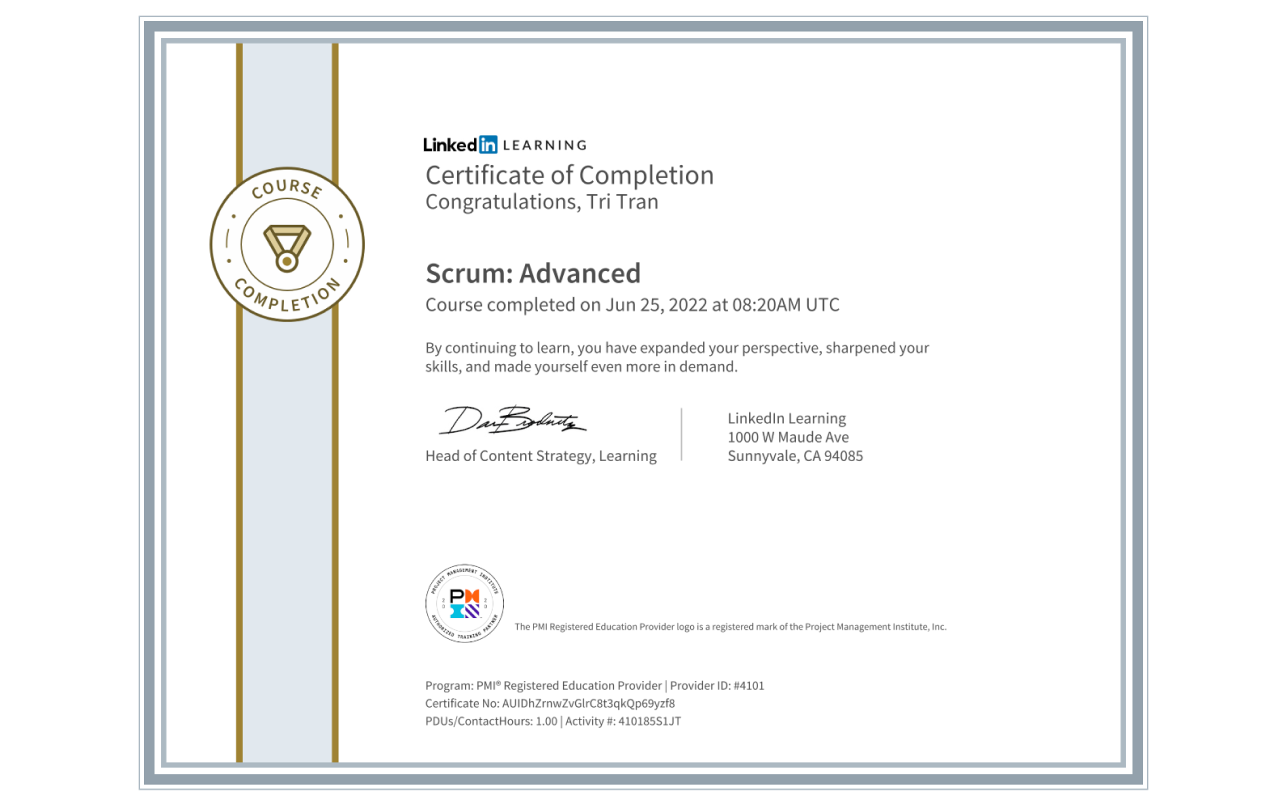 COURSE
COMPLETION
Linkedin LEARNING
Certificate of Completion
Congratulations, Tri Tran
Scrum: Advanced
Course completed on Jun 25, 2022 at 08:20AM UTC
By continuing to learn, you have expanded your perspective, sharpened your
skills, and made yourself even more in demand.
Head of Content Strategy, Learning
LinkedIn Learning
1000 W Maude Ave
Sunnyvale, CA 94085
PROJECT MANAGEMENT INSTITUTE
PM
20 20
AUTHORIZED TRAINING PARTNER
The PMI Registered Education Provider logo is a registered mark of the Project Management Institute, Inc.
Program: PMI® Registered Education Provider | Provider ID: #4101
Certificate No: AUIDhZrnwZvGlrC8t3qkQp69yzf8
PDUs/ContactHours: 1.00 | Activity #: 410185S1JT